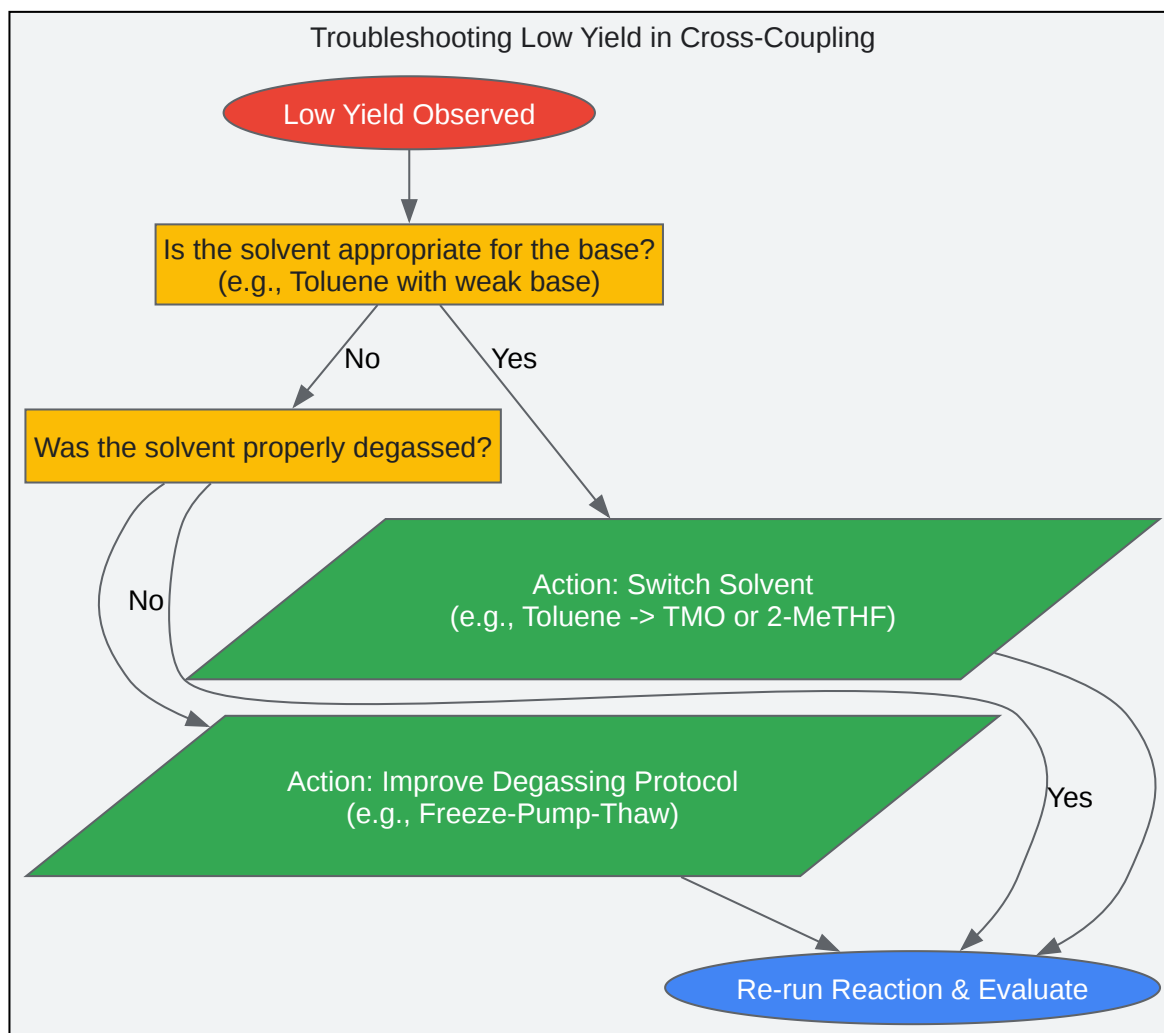 Troubleshooting Low Yield in Cross-Coupling
Low Yield Observed
Is the solvent appropriate for the base?
(e.g., Toluene with weak base)
No
Yes
Was the solvent properly degassed?
Action: Switch Solvent
(e.g., Toluene -> TMO or 2-MeTHF)
No
Action: Improve Degassing Protocol
(e.g., Freeze-Pump-Thaw)
Yes
Re-run Reaction & Evaluate